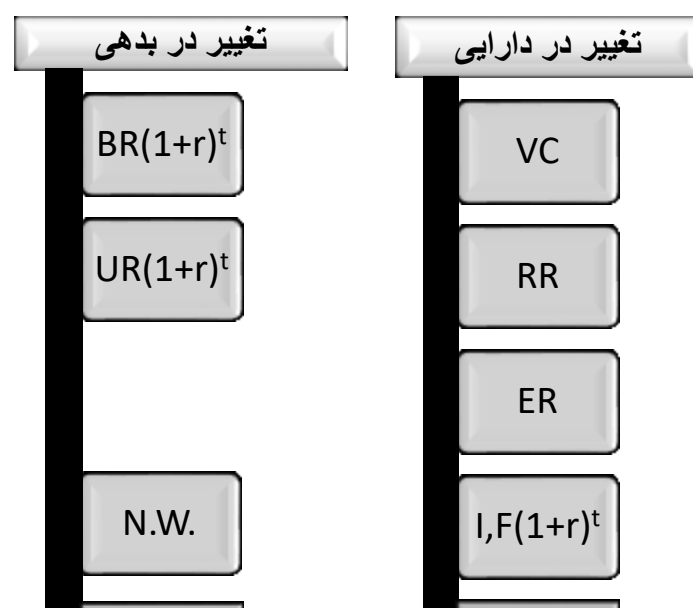 تغییر در دارایی
VC
RR
ER
I,F(1+r)ᵗ
تغییر در بدهی
BR(1+r)ᵗ
UR(1+r)ᵗ
N.W.